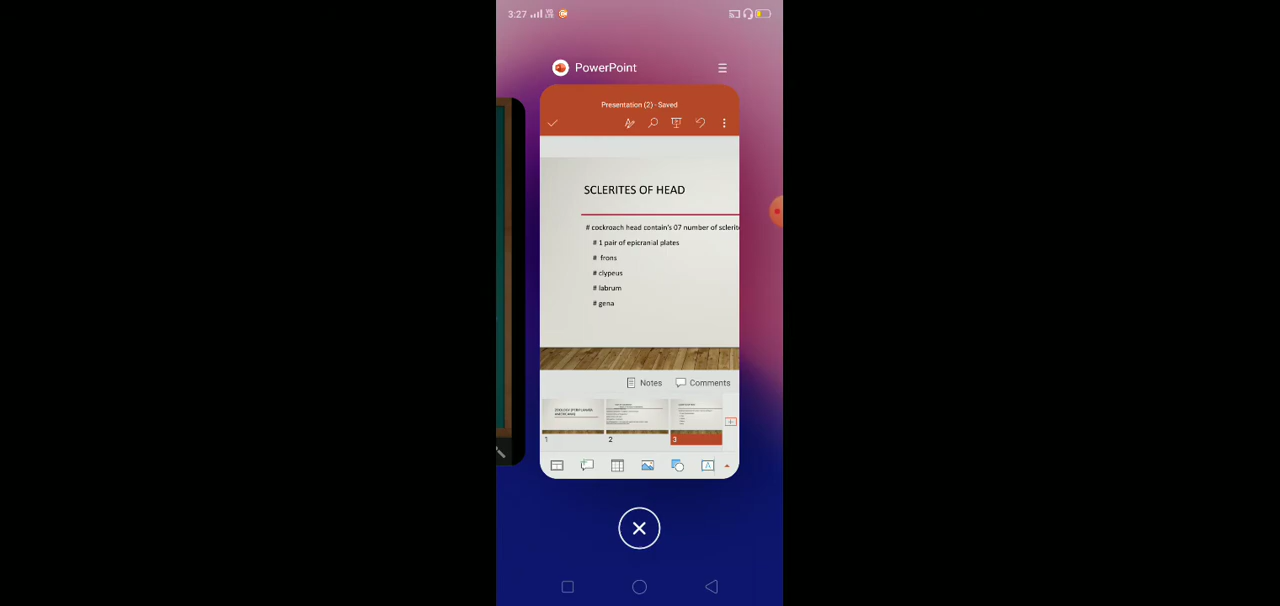 3:27
PowerPoint
Presentation (2) - Saved
SCLERITES OF HEAD
# cockroach head contain's 07 number of sclerit
# 1 pair of epicranial plates
# frons
# clypeus
# labrum
# gena
Notes Comments
1 2 3